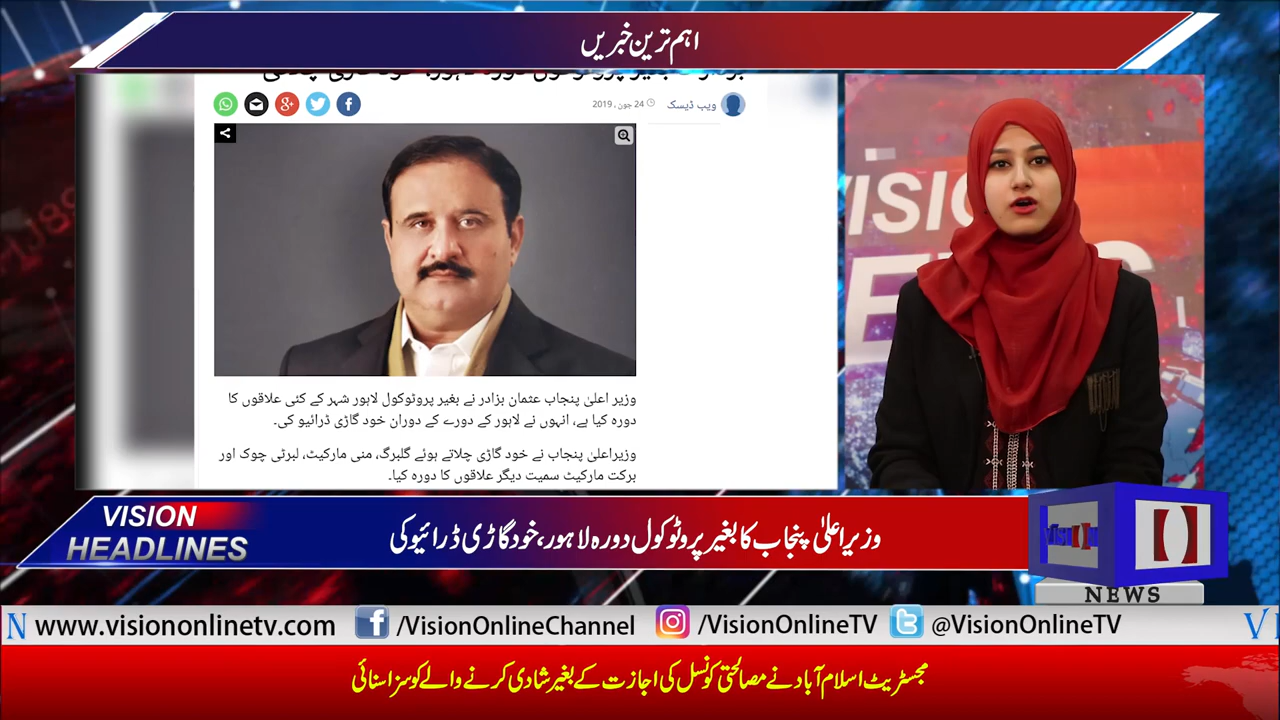 اہم ترین خبریں
ویب ڈیسک
24 جون ، 2019
وزیر اعلیٰ پنجاب عثمان بزادر نے بغیر پروٹوکول لاہور شہر کے کئی علاقوں کا
دورہ کیا ہے، انہوں نے لاہور کے دورے کے دوران خود گاڑی ڈرائیو کی۔
وزیراعلیٰ پنجاب نے خود گاڑی چلاتے ہوئے گلبرگ، منی مارکیٹ، لبرٹی چوک اور
برکت مارکیٹ سمیت دیگر علاقوں کا دورہ کیا۔
VISION
HEADLINES
وزیراعلیٰ پنجاب کا بغیر پروٹوکول دورہ لاہور، خود گاڑی ڈرائیو کی
NEWS
N www.visiononlinetv.com /VisionOnlineChannel /VisionOnlineTV @VisionOnlineTV V
مجسٹریٹ اسلام آباد نے مصالحتی کونسل کی اجازت کے بغیر شادی کرنے والے کو سزا سنائی